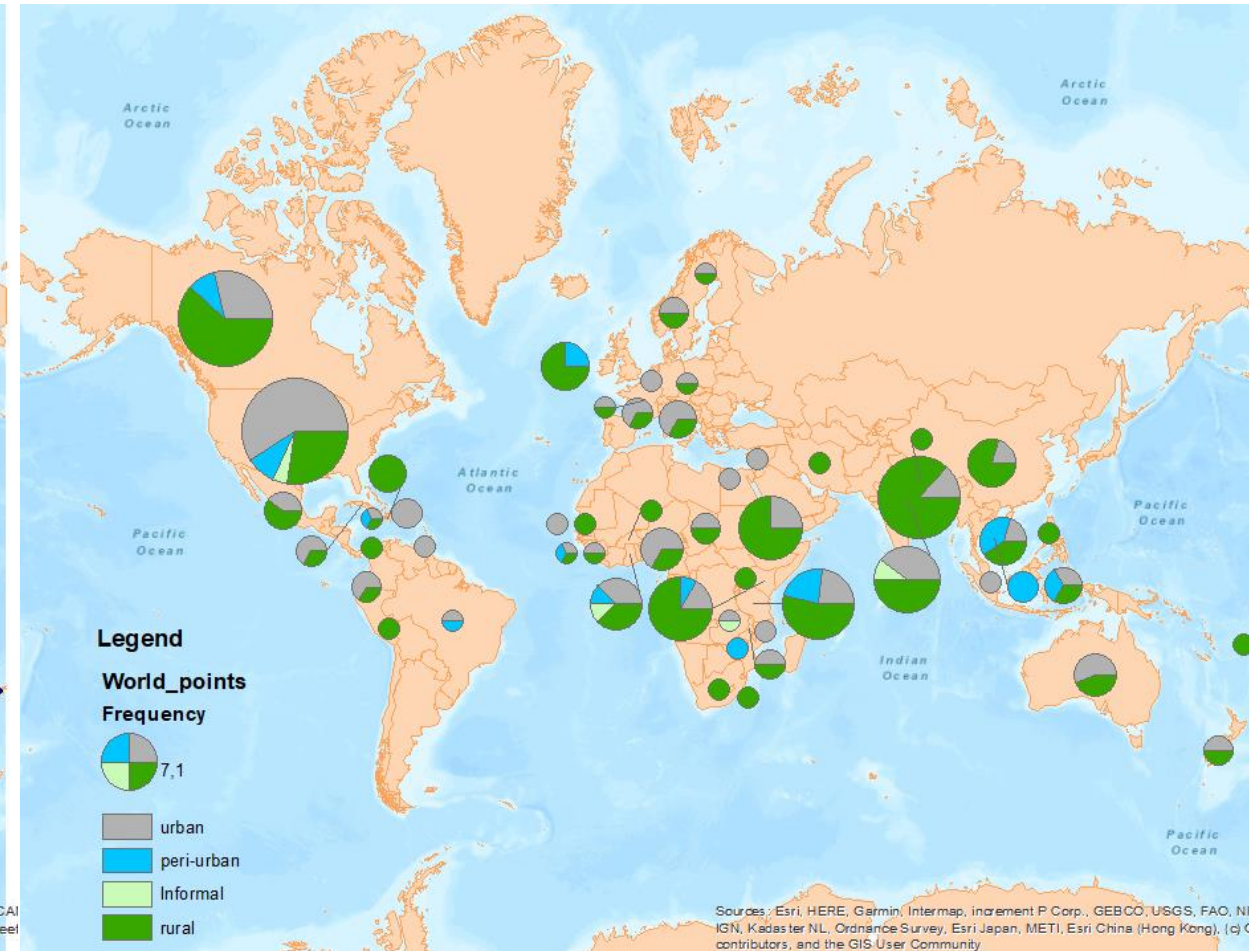 Arctic
Ocean
Arctic
Ocean
Atlantic
Ocean
Pacific
Ocean
Pacific
Ocean
Indian
Ocean
Pacific
Ocean
Legend
World_points
Frequency
7,1
urban
peri-urban
Informal
rural
CAI
eet
Sources: Esri, HERE, Garmin, Intermap, increment P Corp., GEBCO, USGS, FAO,
IGN, Kadaster NL, Ordnance Survey, Esri Japan, METI, Esri China (Hong Kong), (c)
contributors, and the GIS User Community